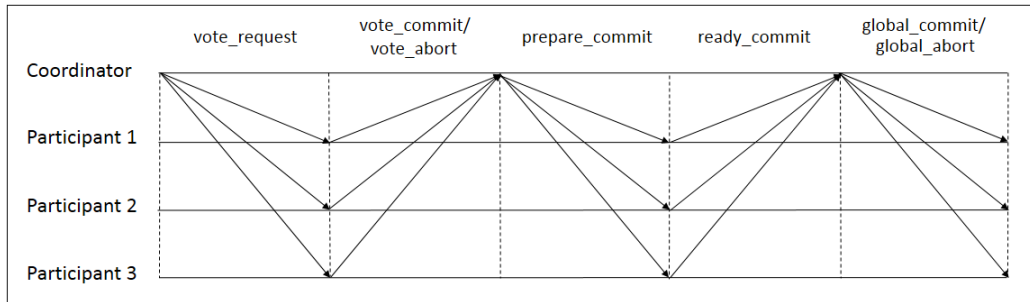 vote_request
vote_commit/
vote_abort
prepare_commit
ready_commit
global_commit/
global_abort
Coordinator
Participant 1
Participant 2
Participant 3